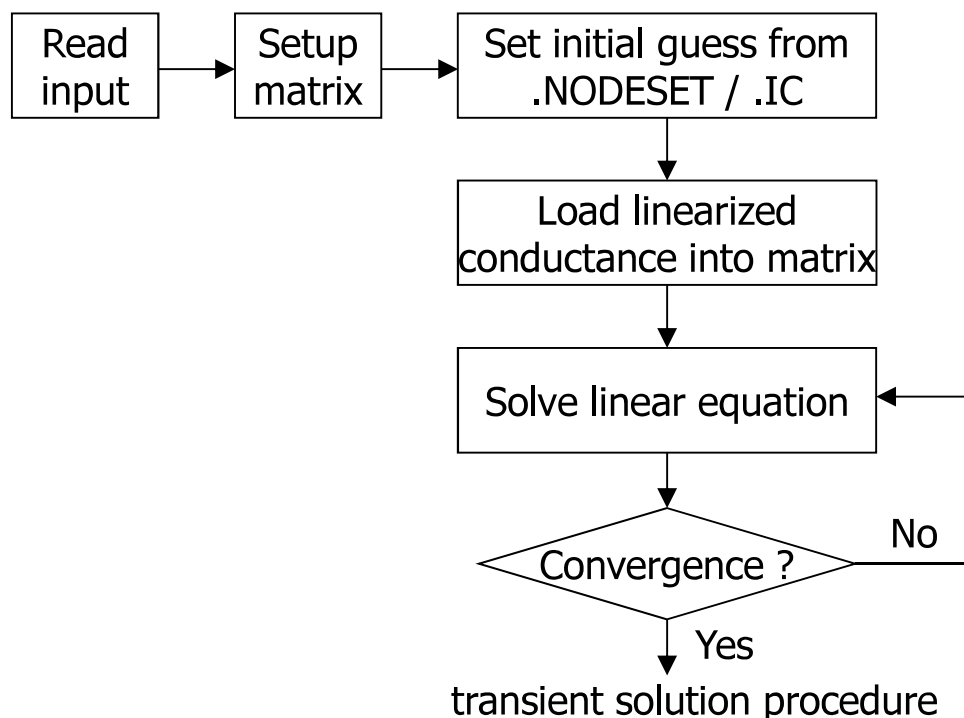 Read
input
Setup
matrix
Set initial guess from
.NODESET / .IC
Load linearized
conductance into matrix
Solve linear equation
Convergence ?
No
Yes
transient solution procedure